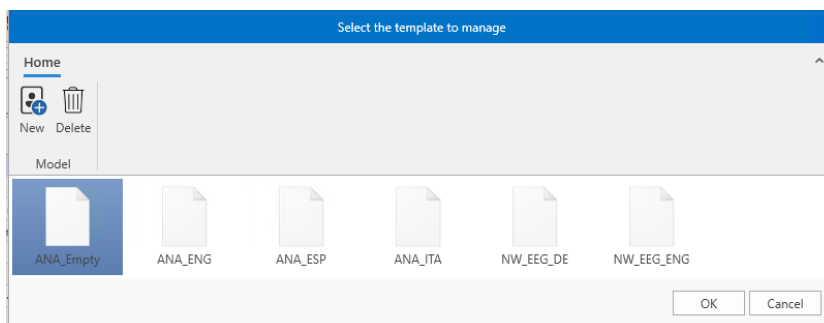 Select the template to manage
Home
New Delete
Model
ANA_Empty ANA_ENG ANA_ESP ANA_ITA NW_EEG_DE NW_EEG_ENG
OK Cancel